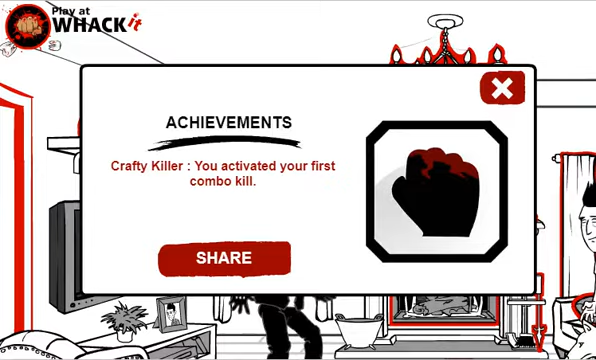 Play at
WHACK it
ACHIEVEMENTS
Crafty Killer : You activated your first
combo kill.
SHARE